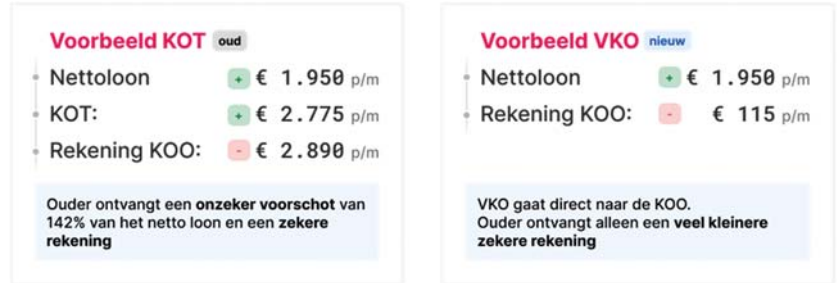 Voorbeeld KOT oud
Nettoloon + € 1.950 p/m
KOT: + € 2.775 p/m
Rekening KOO: - € 2.890 p/m
Ouder ontvangt een onzeker voorschot van
142% van het netto loon en een zekere
rekening
Voorbeeld VKO nieuw
Nettoloon + € 1.950 p/m
Rekening KOO: - € 115 p/m
VKO gaat direct naar de KOO.
Ouder ontvangt alleen een veel kleinere
zekere rekening